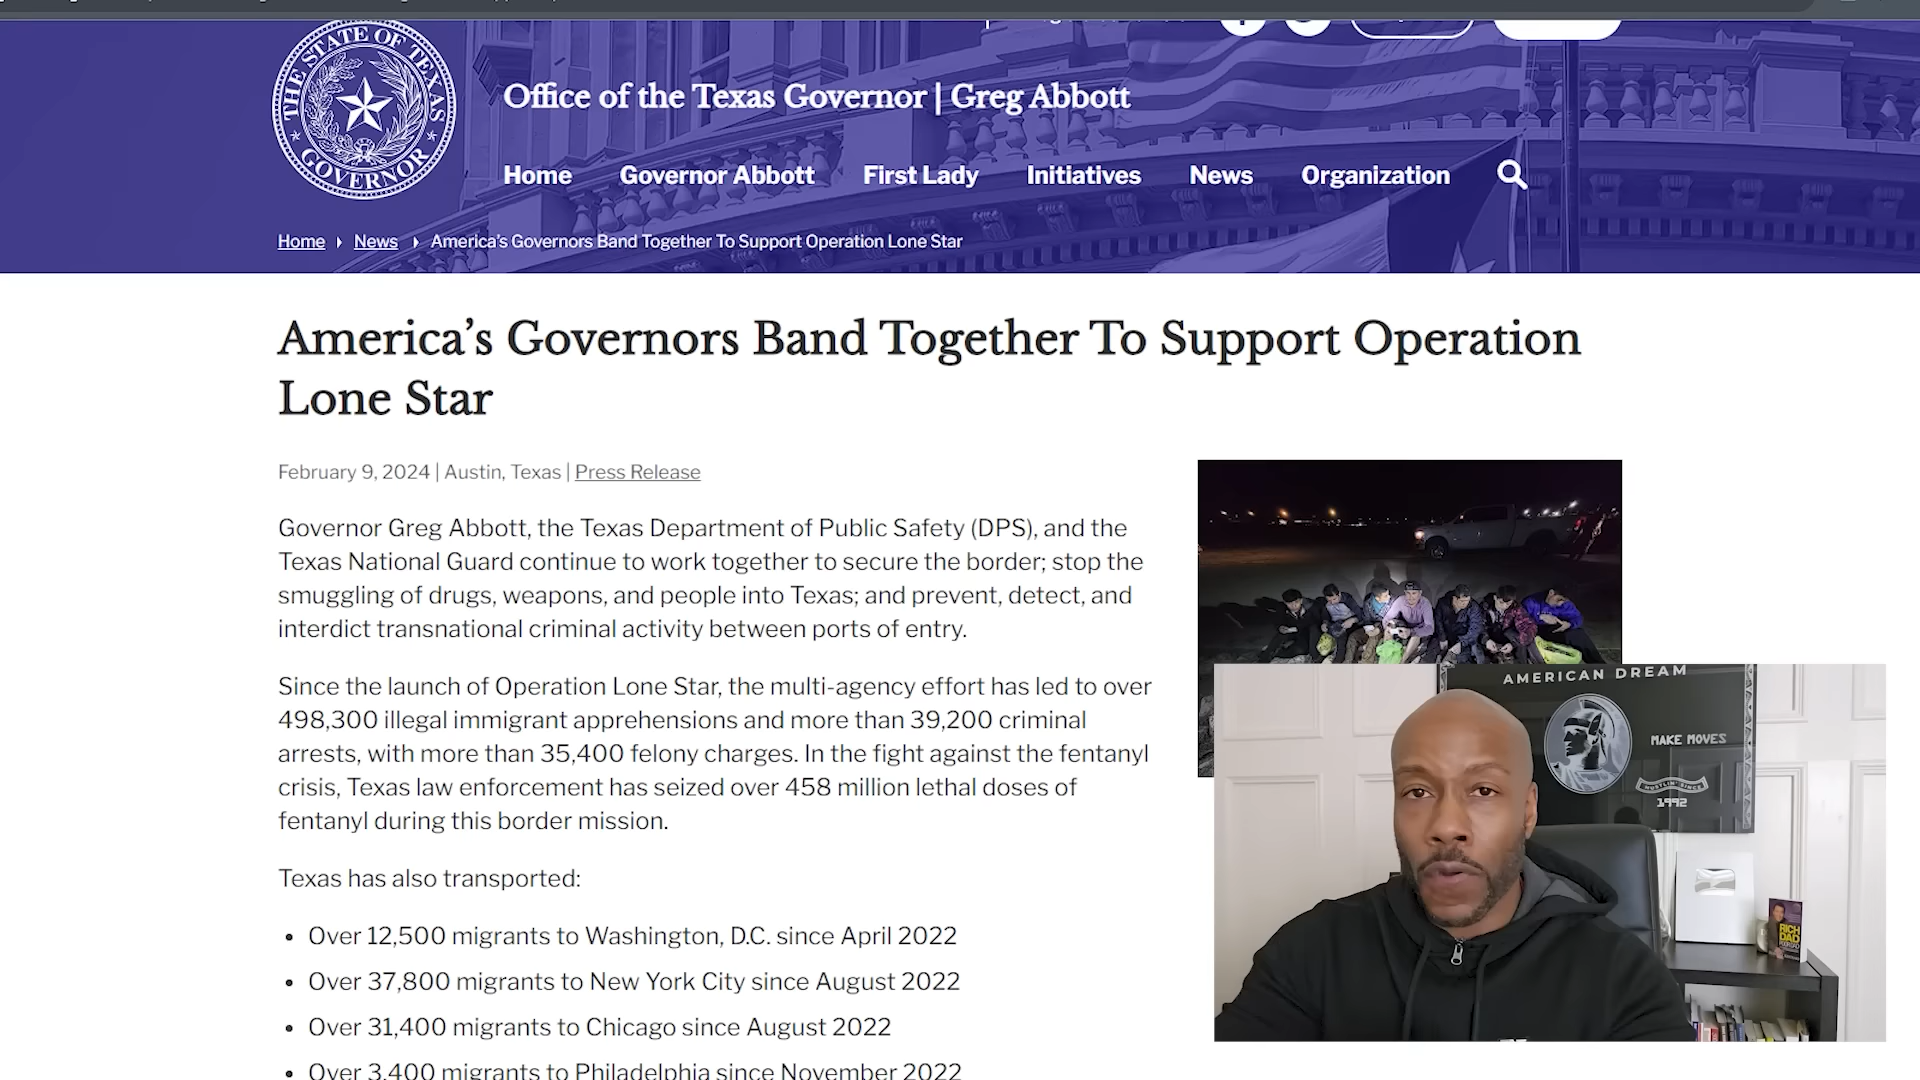 THE STATE OF TEXAS
GOVERNOR
Office of the Texas Governor | Greg Abbott
Home Governor Abbott First Lady Initiatives News Organization
Home News America's Governors Band Together To Support Operation Lone Star
America's Governors Band Together To Support Operation
Lone Star
February 9, 2024 | Austin, Texas | Press Release
Governor Greg Abbott, the Texas Department of Public Safety (DPS), and the
Texas National Guard continue to work together to secure the border; stop the
smuggling of drugs, weapons, and people into Texas; and prevent, detect, and
interdict transnational criminal activity between ports of entry.
Since the launch of Operation Lone Star, the multi-agency effort has led to over
498,300 illegal immigrant apprehensions and more than 39,200 criminal
arrests, with more than 35,400 felony charges. In the fight against the fentanyl
crisis, Texas law enforcement has seized over 458 million lethal doses of
fentanyl during this border mission.
Texas has also transported:
• Over 12,500 migrants to Washington, D.C. since April 2022
• Over 37,800 migrants to New York City since August 2022
• Over 31,400 migrants to Chicago since August 2022
• Over 3,400 migrants to Philadelphia since November 2022
AMERICAN DREAM
MAKE MOVES
HUSTLIN' SINCE
1992
RICH
DAD